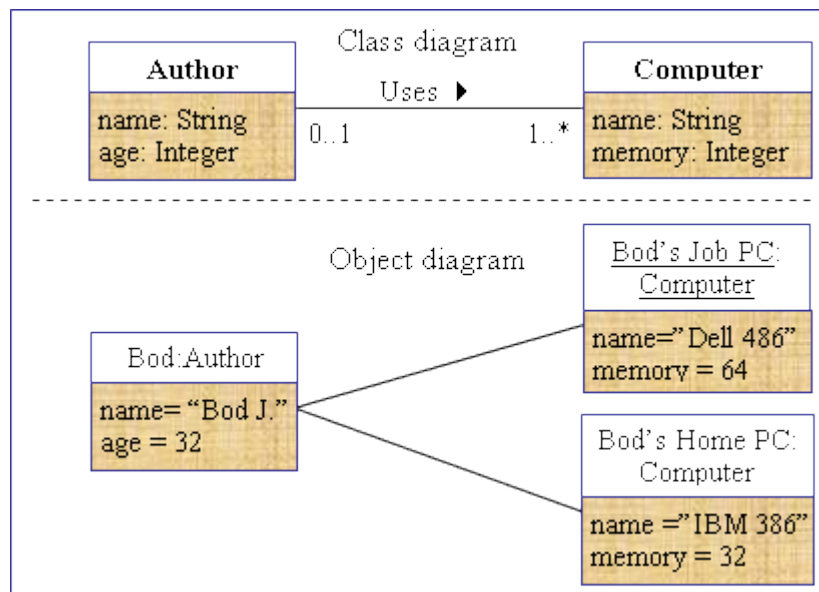 Class diagram
Author
name: String
age: Integer
Uses
0..1
1..*
Computer
name: String
memory: Integer
Object diagram
Bod:Author
name= “Bod J.”
age = 32
Bod’s Job PC:
Computer
name=”Dell 486”
memory = 64
Bod’s Home PC:
Computer
name =”IBM 386”
memory = 32